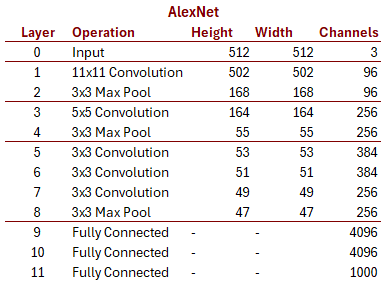 AlexNet
Layer Operation Height Width Channels
0 Input 512 512 3
1 11x11 Convolution 502 502 96
2 3x3 Max Pool 168 168 96
3 5x5 Convolution 164 164 256
4 3x3 Max Pool 55 55 256
5 3x3 Convolution 53 53 384
6 3x3 Convolution 51 51 384
7 3x3 Convolution 49 49 256
8 3x3 Max Pool 47 47 256
9 Fully Connected - - 4096
10 Fully Connected - - 4096
11 Fully Connected - - 1000